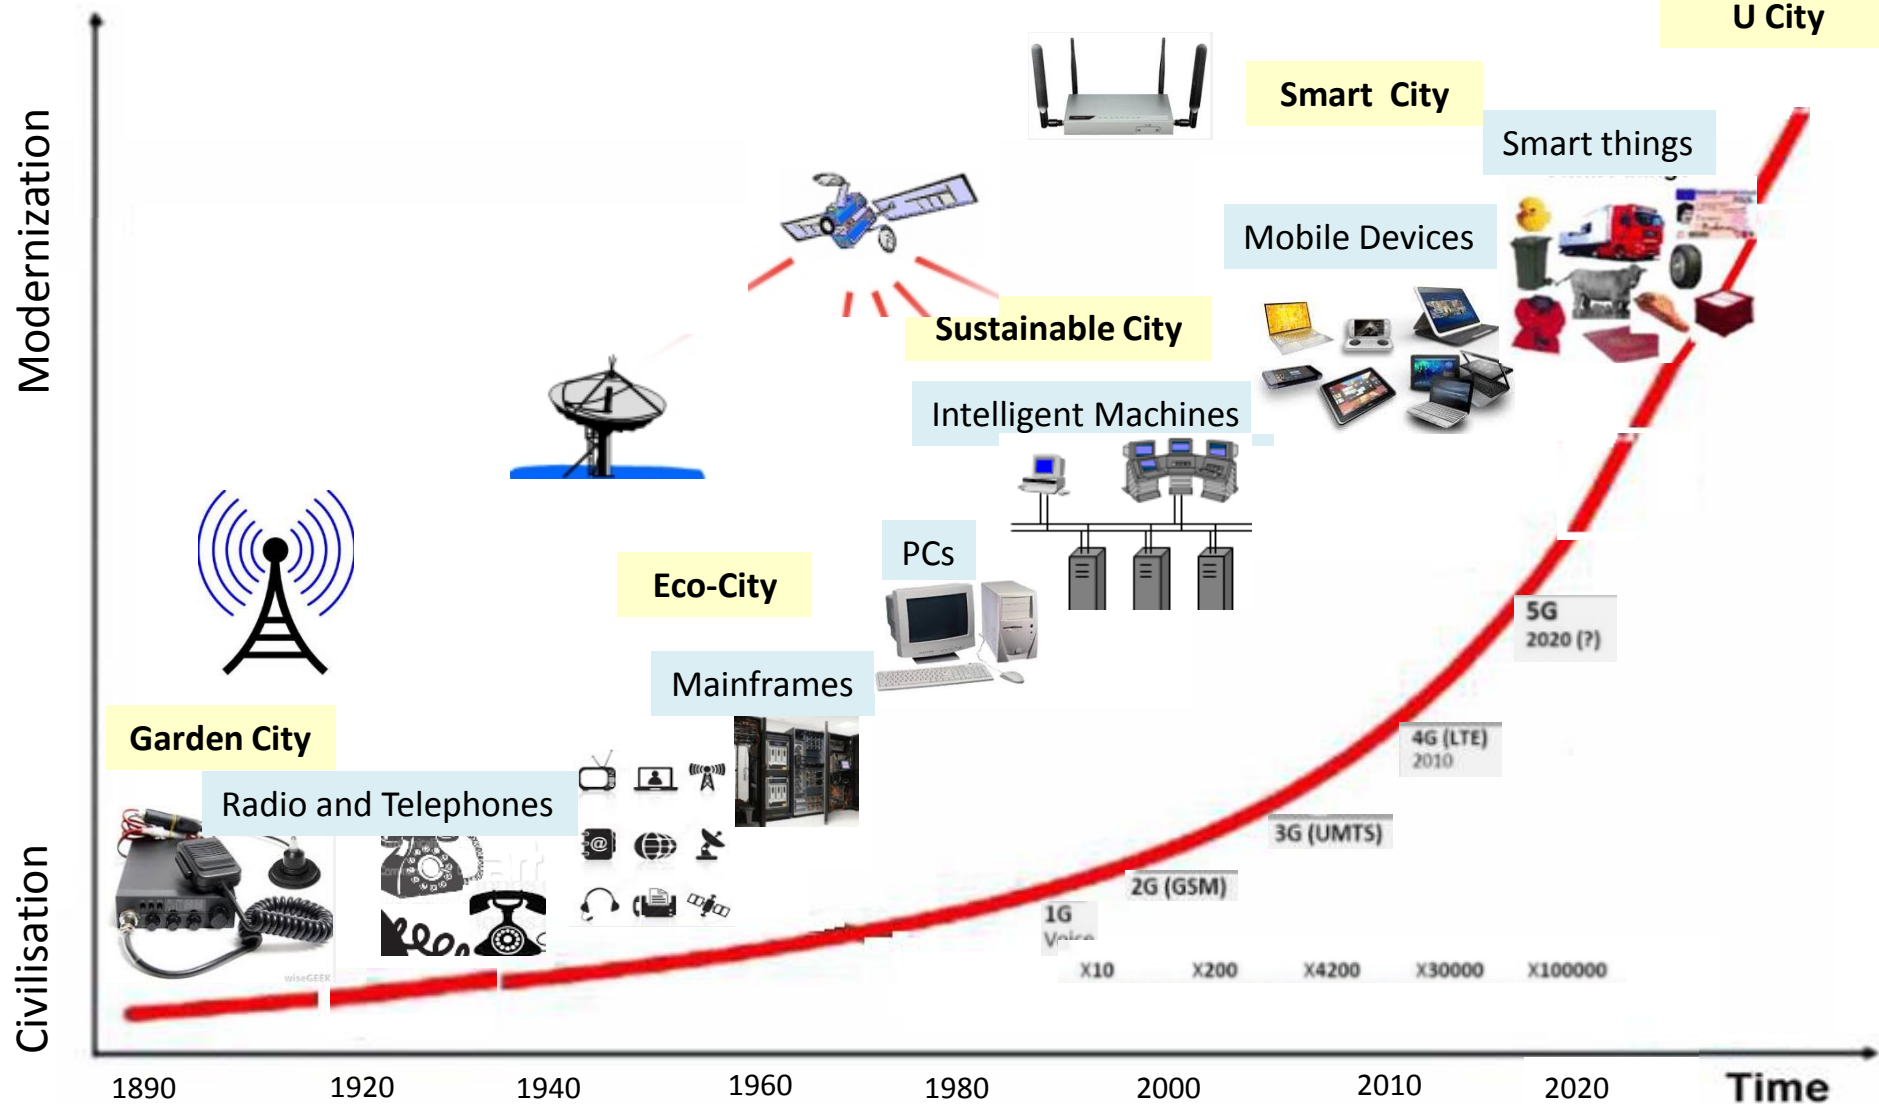 U City
Smart City
Smart things
Modernization
Mobile Devices
Sustainable City
Intelligent Machines
PCs
Eco-City
5G
2020 (?)
Mainframes
Garden City
4G (LTE)
2010
Radio and Telephones
3G (UMTS)
@
2G (GSM)
1G
Voice
Civilisation
wiseGEEK
X10 X200 X4200 X30000 X100000
1890 1920 1940 1960 1980 2000 2010 2020 Time